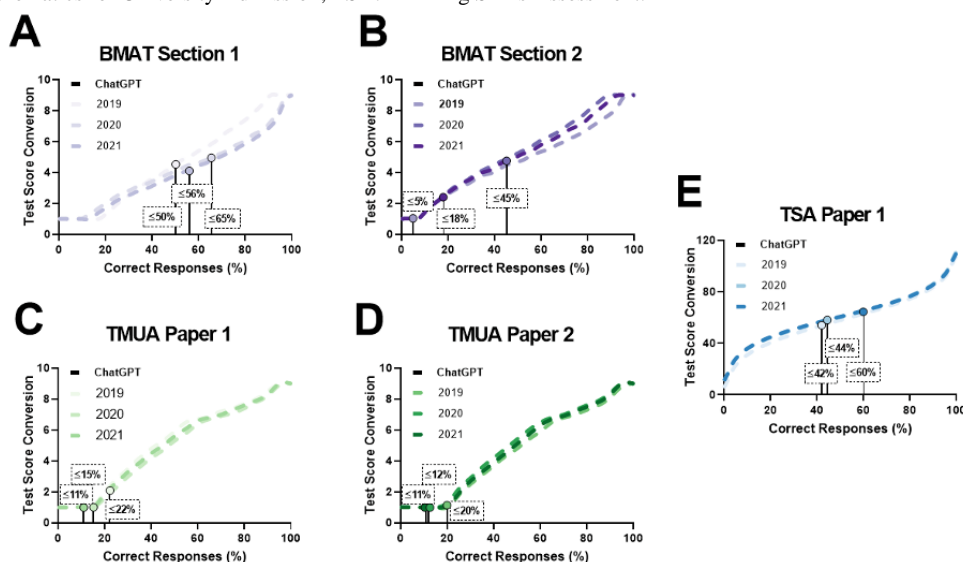 A
BMAT Section 1
Test Score Conversion
10
8
6
4
2
0
ChatGPT
2019
2020
2021
≤50%
≤56%
≤65%
0 20 40 60 80 100
Correct Responses (%)
B
BMAT Section 2
Test Score Conversion
10
8
6
4
2
0
ChatGPT
2019
2020
2021
≤5%
≤18%
≤45%
0 20 40 60 80 100
Correct Responses (%)
C
TMUA Paper 1
Test Score Conversion
10
8
6
4
2
0
ChatGPT
2019
2020
2021
≤15%
≤11%
≤22%
0 20 40 60 80 100
Correct Responses (%)
D
TMUA Paper 2
Test Score Conversion
10
8
6
4
2
0
ChatGPT
2019
2020
2021
≤12%
≤11%
≤20%
0 20 40 60 80 100
Correct Responses (%)
E
TSA Paper 1
Test Score Conversion
120
80
40
0
ChatGPT
2019
2020
2021
≤44%
≤42%
≤60%
0 20 40 60 80 100
Correct Responses (%)